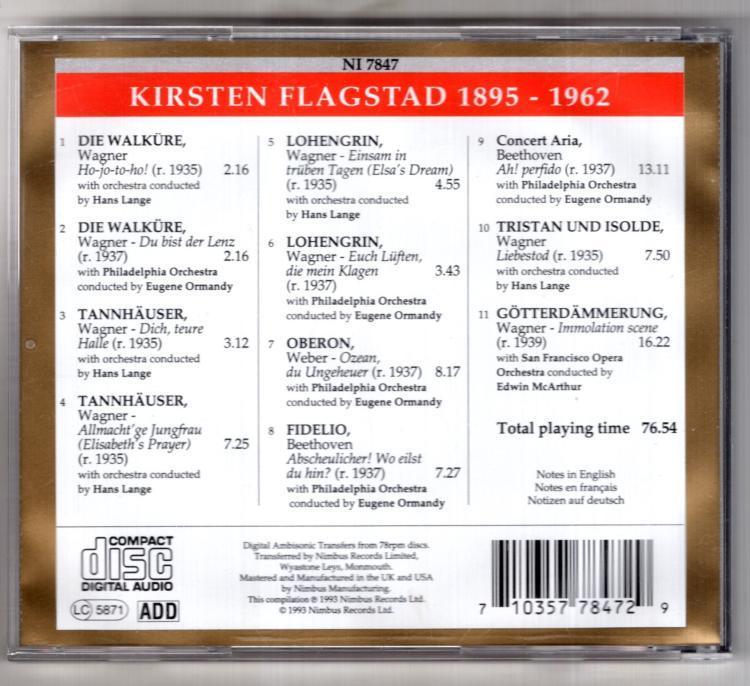 NI 7847
KIRSTEN FLAGSTAD 1895 - 1962
1 DIE WALKÜRE,
Wagner
Ho-jo-to-ho! (r. 1935) 2.16
with orchestra conducted
by Hans Lange
2 DIE WALKÜRE,
Wagner - Du bist der Lenz
(r. 1937) 2.16
with Philadelphia Orchestra
conducted by Eugene Ormandy
3 TANNHÄUSER,
Wagner - Dich, teure
Halle (r. 1935) 3.12
with orchestra conducted
by Hans Lange
4 TANNHÄUSER,
Wagner -
Allmacht'ge Jungfrau
(Elisabeth's Prayer) 7.25
(r. 1935)
with orchestra conducted
by Hans Lange
5 LOHENGRIN,
Wagner - Einsam in
trüben Tagen (Elsa's Dream)
(r. 1935) 4.55
with orchestra conducted
by Hans Lange
6 LOHENGRIN,
Wagner - Euch Lüften,
die mein Klagen 3.43
(r. 1937)
with Philadelphia Orchestra
conducted by Eugene Ormandy
7 OBERON,
Weber - Ozean,
du Ungeheuer (r. 1937) 8.17
with Philadelphia Orchestra
conducted by Eugene Ormandy
8 FIDELIO,
Beethoven
Abscheulicher! Wo eilst
du hin? (r. 1937) 7.27
with Philadelphia Orchestra
conducted by Eugene Ormandy
9 Concert Aria,
Beethoven
Ah! perfido (r. 1937) 13.11
with Philadelphia Orchestra
conducted by Eugene Ormandy
10 TRISTAN UND ISOLDE,
Wagner
Liebestod (r. 1935) 7.50
with orchestra conducted
by Hans Lange
11 GÖTTERDÄMMERUNG,
Wagner - Immolation scene
(r. 1939) 16.22
with San Francisco Opera
Orchestra conducted by
Edwin McArthur
Total playing time 76.54
Notes in English
Notes en français
Notizen auf deutsch
COMPACT
disc
DIGITAL AUDIO
LC 5871 ADD
Digital Ambisonic Transfers from 78rpm discs.
Transferred by Nimbus Records Limited,
Wyastone Leys, Monmouth.
Mastered and Manufactured in the UK and USA
by Nimbus Manufacturing.
This compilation ℗ 1993 Nimbus Records Ltd.
© 1993 Nimbus Records Ltd.
7 10357 78472 9